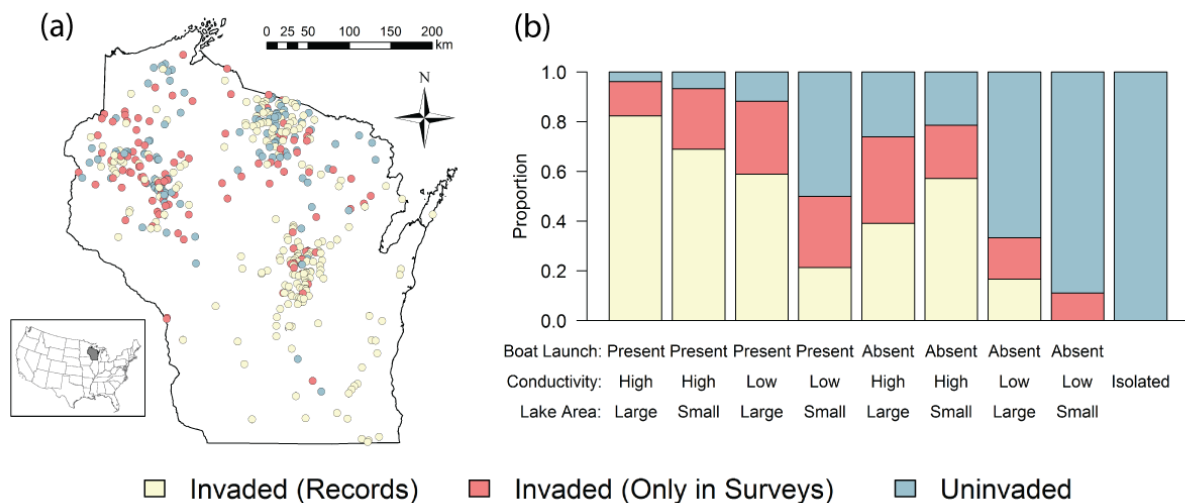 (a)
0 25 50 100 150 200
km
N
(b)
Proportion
1.0
0.8
0.6
0.4
0.2
0.0
Boat Launch: Present Present Present Present Absent Absent Absent Absent
Conductivity: High High Low Low High High Low Low Isolated
Lake Area: Large Small Large Small Large Small Large Small
Invaded (Records) Invaded (Only in Surveys) Uninvaded